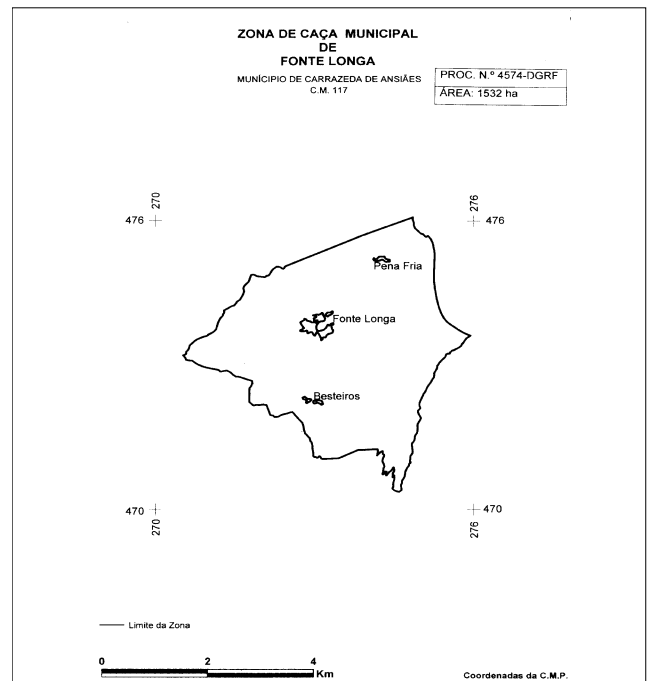 ZONA DE CAÇA MUNICIPAL
DE
FONTE LONGA
MUNÍCIPIO DE CARRAZEDA DE ANSIÃES
C.M. 117
PROC. N.º 4574-DGRF
ÁREA: 1532 ha
270
276
476
476
Pena Fria
Fonte Longa
Besteiros
470
470
270
276
Limite da Zona
0 2 4
Km
Coordenadas da C.M.P.